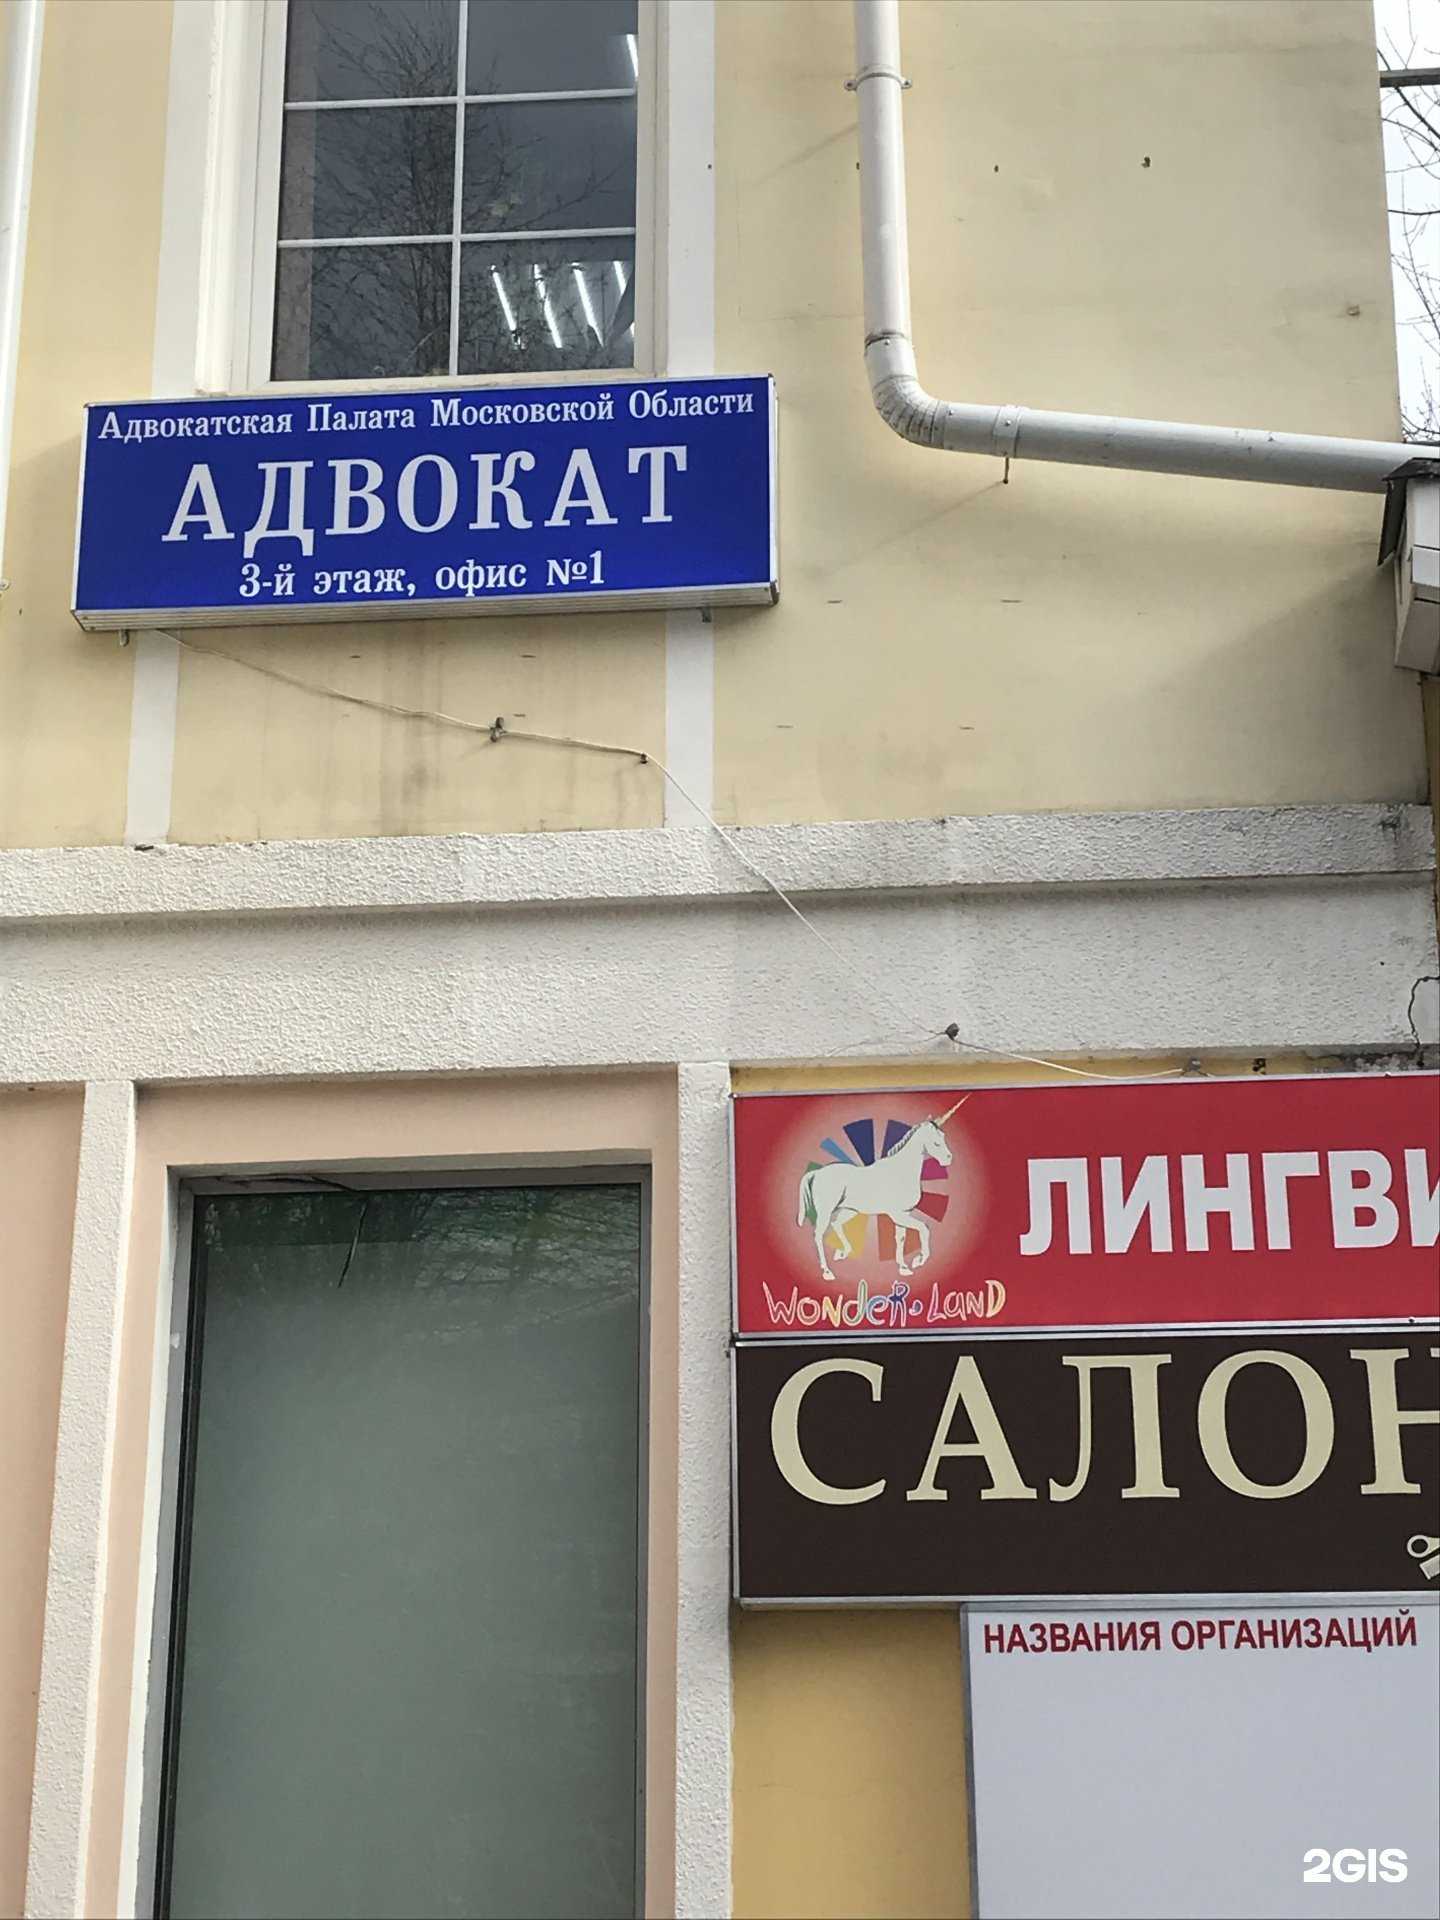 Адвокатская Палата Московской Области
АДВОКАТ
3-й этаж, офис №1
ЛИНГВИ
WONDER.LAND
САЛОН
НАЗВАНИЯ ОРГАНИЗАЦИЙ
2GIS